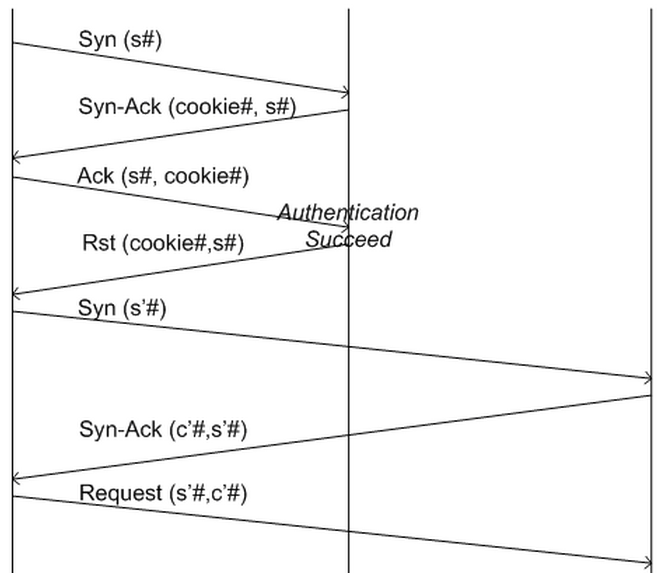 Syn (s#)
Syn-Ack (cookie#, s#)
Ack (s#, cookie#)
Authentication
Succeed
Rst (cookie#,s#)
Syn (s’#)
Syn-Ack (c’#,s’#)
Request (s’#,c’#)